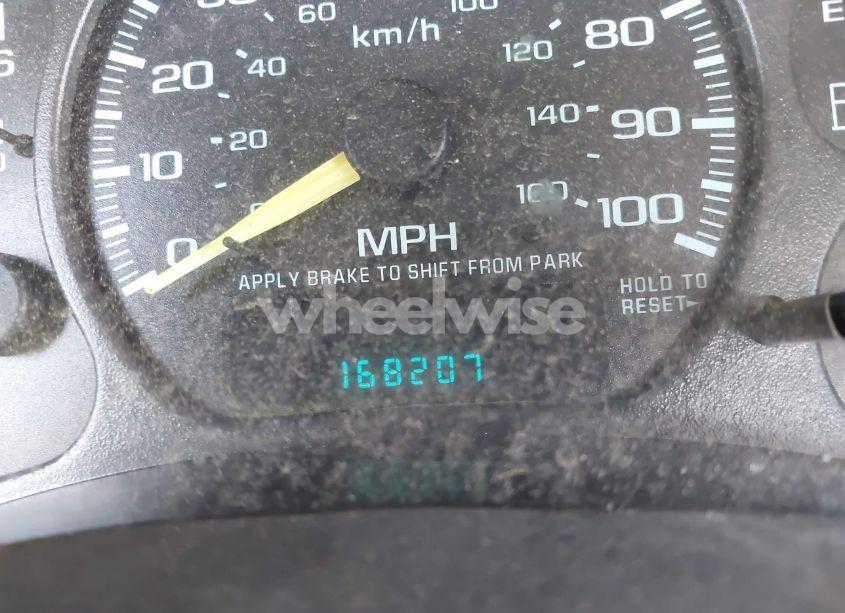 60
100
km/h
80
120
20
40
140
90
20
10
100
0
MPH
APPLY BRAKE TO SHIFT FROM PARK
HOLD TO
RESET
wheelwise
168207
E